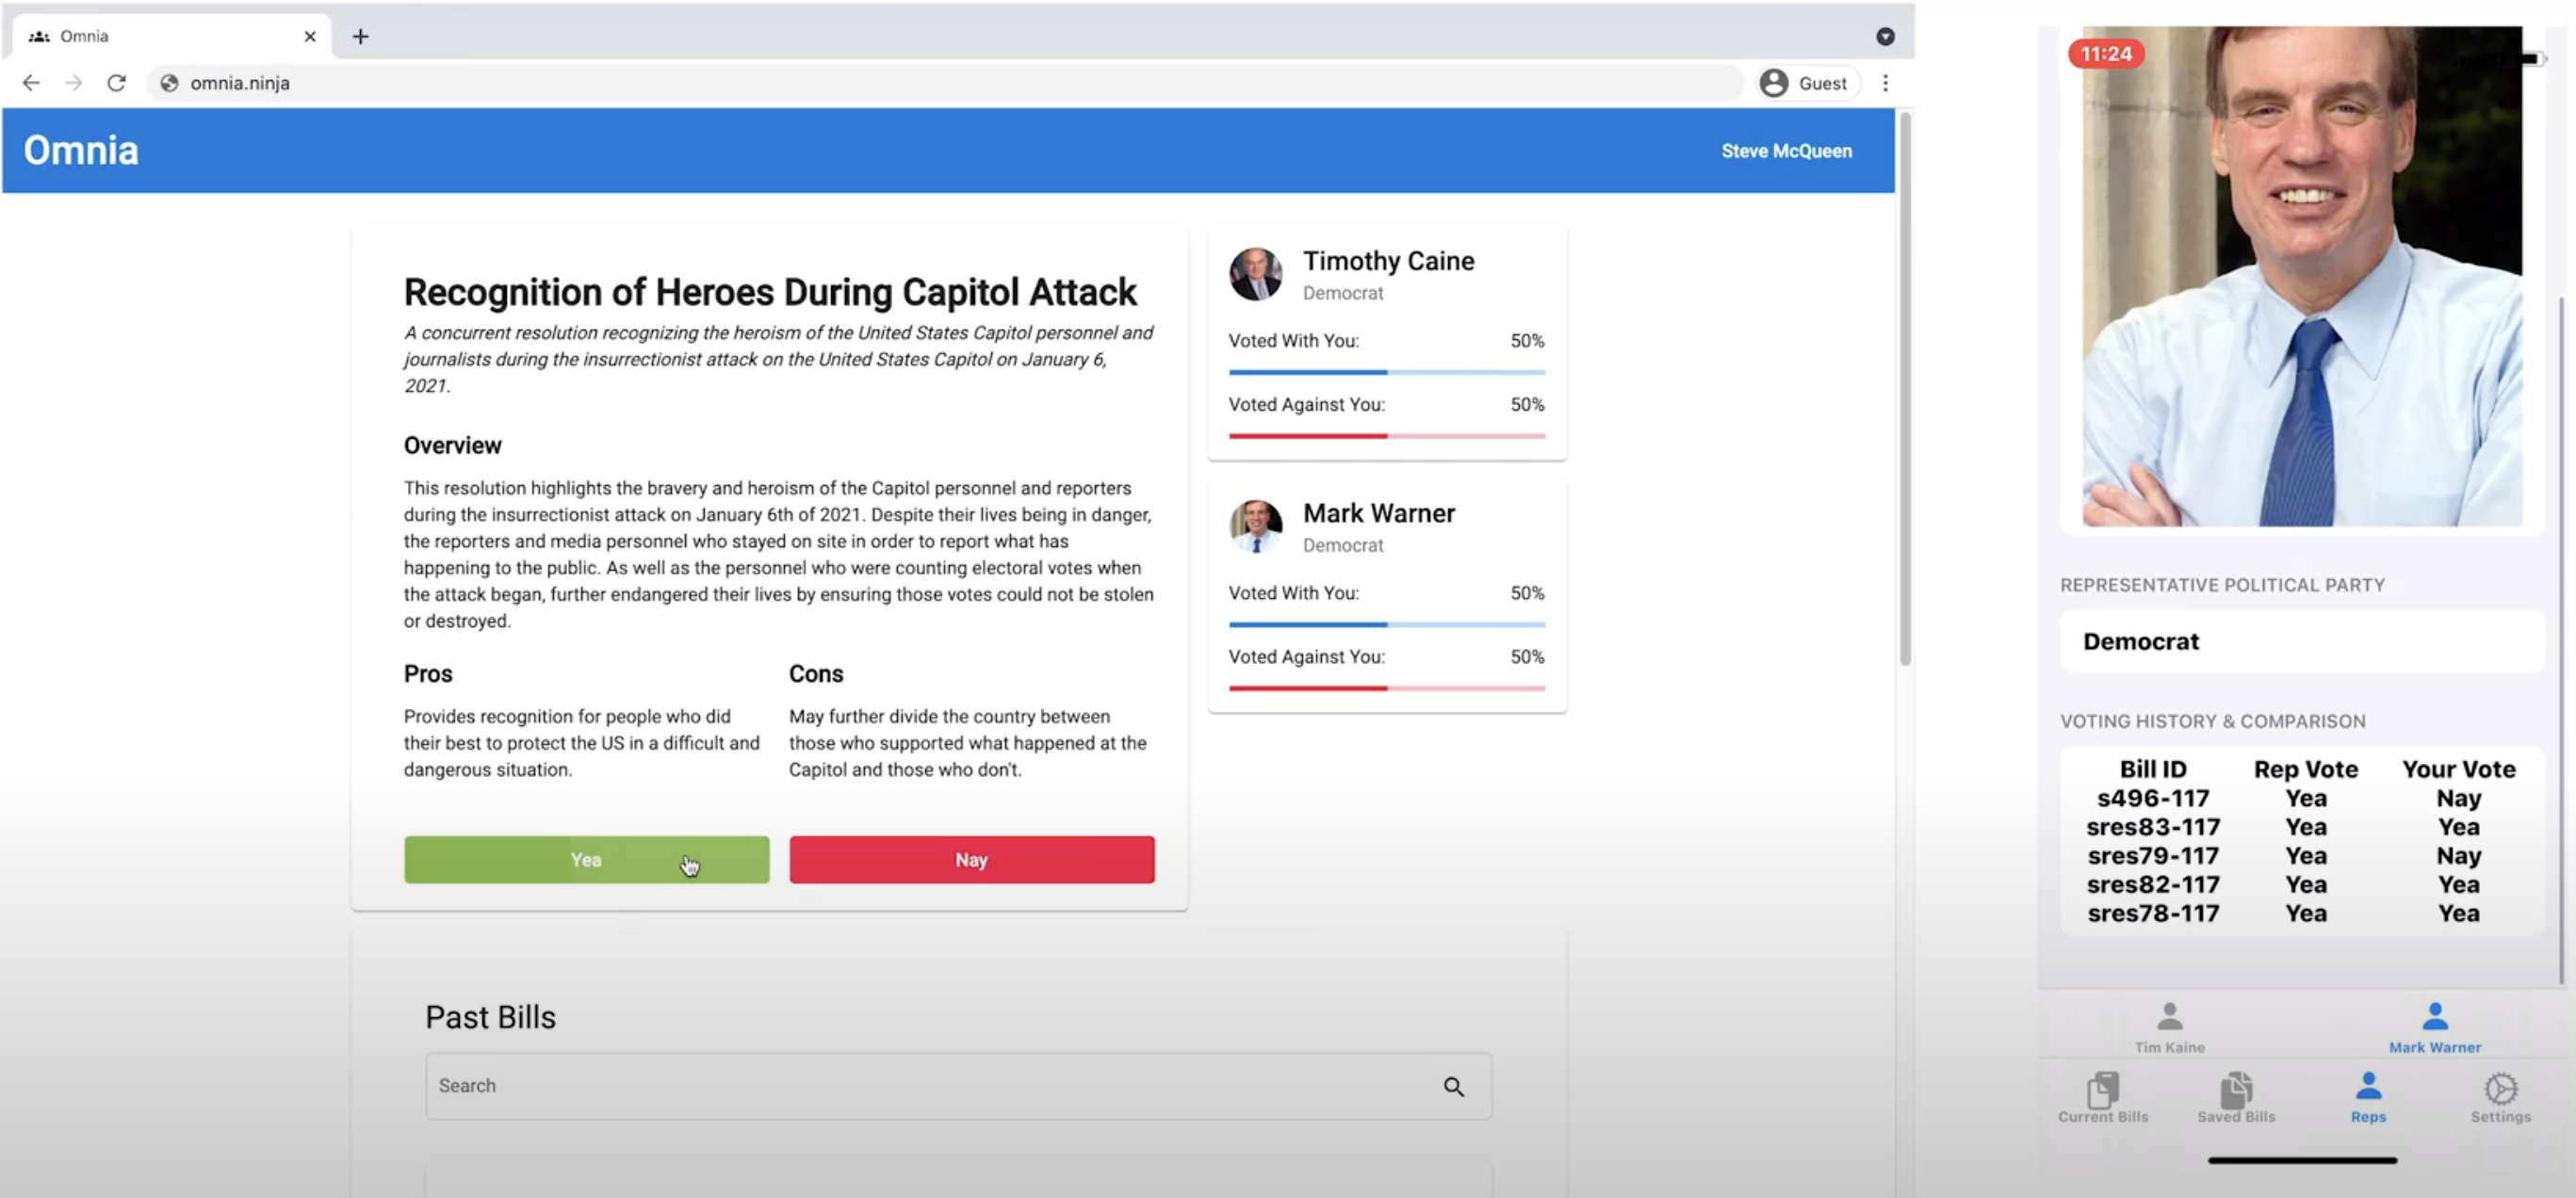 Omnia
omnia.ninja
Guest
Omnia
Steve McQueen
Recognition of Heroes During Capitol Attack
A concurrent resolution recognizing the heroism of the United States Capitol personnel and
journalists during the insurrectionist attack on the United States Capitol on January 6,
2021.
Overview
This resolution highlights the bravery and heroism of the Capitol personnel and reporters
during the insurrectionist attack on January 6th of 2021. Despite their lives being in danger,
the reporters and media personnel who stayed on site in order to report what has
happening to the public. As well as the personnel who were counting electoral votes when
the attack began, further endangered their lives by ensuring those votes could not be stolen
or destroyed.
Pros
Provides recognition for people who did
their best to protect the US in a difficult and
dangerous situation.
Cons
May further divide the country between
those who supported what happened at the
Capitol and those who don't.
Yea
Nay
Timothy Caine
Democrat
Voted With You: 50%
Voted Against You: 50%
Mark Warner
Democrat
Voted With You: 50%
Voted Against You: 50%
Past Bills
Search
11:24
REPRESENTATIVE POLITICAL PARTY
Democrat
VOTING HISTORY & COMPARISON
Bill ID Rep Vote Your Vote
s496-117 Yea Nay
sres83-117 Yea Yea
sres79-117 Yea Nay
sres82-117 Yea Yea
sres78-117 Yea Yea
Tim Kaine
Mark Warner
Current Bills
Saved Bills
Reps
Settings